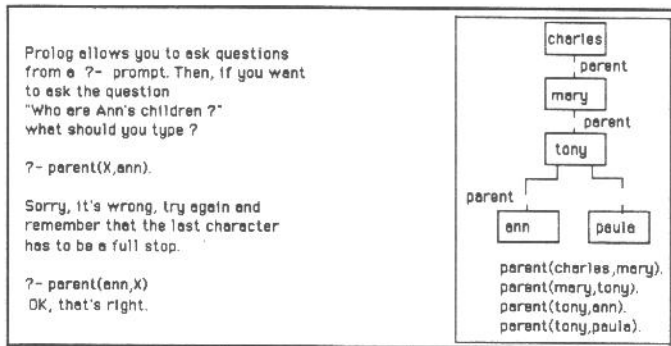 Prolog allows you to ask questions
from a ?- prompt. Then, if you want
to ask the question
"Who are Ann's children ?"
what should you type ?
?- parent(X,ann).
Sorry, it's wrong, try again and
remember that the last character
has to be a full stop.
?- parent(ann,X)
OK, that's right.
charles
parent
mary
parent
tony
parent
ann
paula
parent(charles,mary).
parent(mary,tony).
parent(tony,ann).
parent(tony,paula).